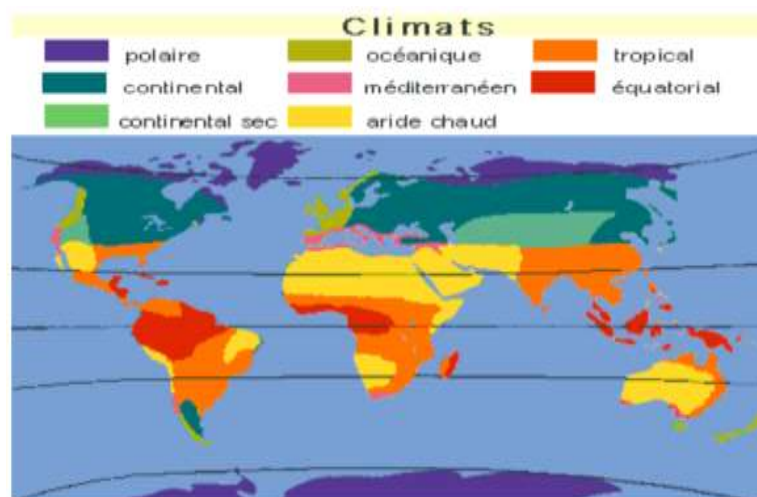 Climats
polaire océanique tropical
continental méditerranéen équatorial
continental sec aride chaud